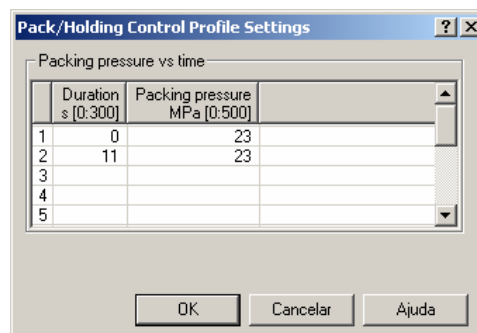 Pack/Holding Control Profile Settings
Packing pressure vs time
Duration s [0:300] Packing pressure MPa [0:500]
1 0 23
2 11 23
3
4
5
OK Cancelar Ajuda